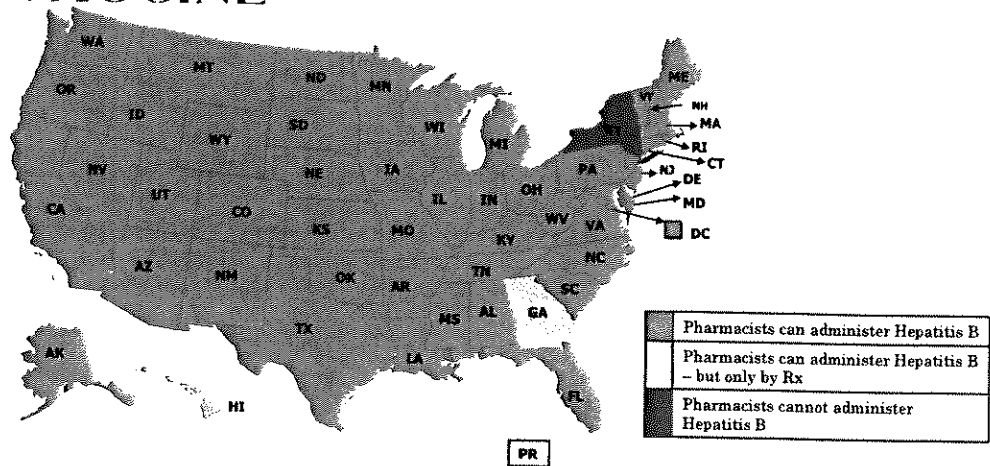 WA
MT
ND
MN
ME
VT
NH
OR
ID
SD
WI
MI
NY
MA
WY
RI
CT
NV
NE
IA
PA
NJ
DE
UT
IL
IN
OH
MD
CA
CO
WV
VA
DC
KS
MO
KY
NC
AZ
NM
OK
AR
TN
SC
MS
AL
GA
TX
LA
AK
FL
HI
PR
Pharmacists can administer Hepatitis B
Pharmacists can administer Hepatitis B
– but only by Rx
Pharmacists cannot administer
Hepatitis B